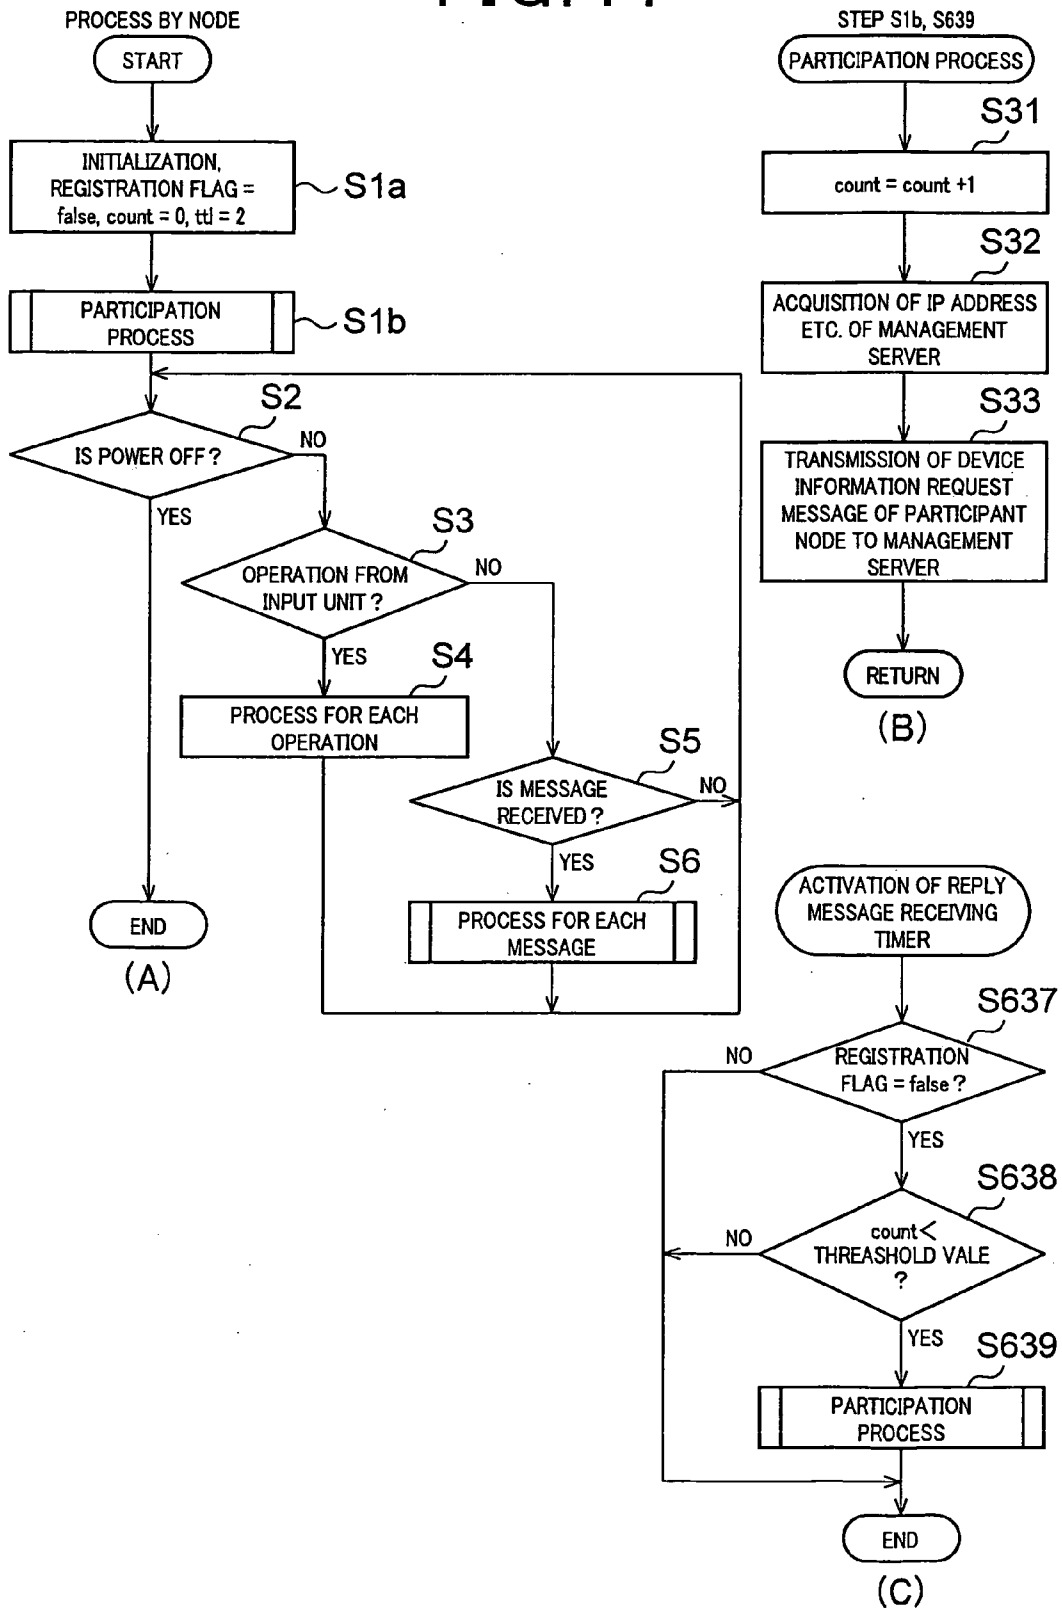 PROCESS BY NODE
START
INITIALIZATION,
REGISTRATION FLAG =
false, count = 0, ttl = 2
S1a
PARTICIPATION
PROCESS
S1b
S2
IS POWER OFF ?
NO
YES
S3
OPERATION FROM
INPUT UNIT ?
NO
YES
S4
PROCESS FOR EACH
OPERATION
S5
IS MESSAGE
RECEIVED ?
NO
YES
S6
PROCESS FOR EACH
MESSAGE
END
(A)
STEP S1b, S639
PARTICIPATION PROCESS
S31
count = count +1
S32
ACQUISITION OF IP ADDRESS
ETC. OF MANAGEMENT
SERVER
S33
TRANSMISSION OF DEVICE
INFORMATION REQUEST
MESSAGE OF PARTICIPANT
NODE TO MANAGEMENT
SERVER
RETURN
(B)
ACTIVATION OF REPLY
MESSAGE RECEIVING
TIMER
S637
REGISTRATION
FLAG = false ?
NO
YES
S638
count <
THREASHOLD VALE
?
NO
YES
S639
PARTICIPATION
PROCESS
END
(C)